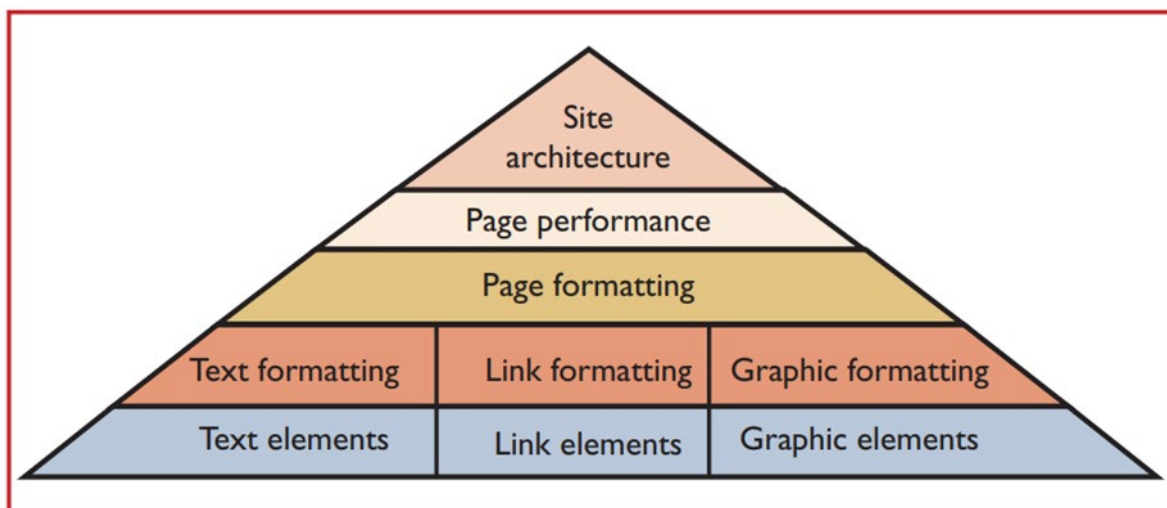 Site
architecture
Page performance
Page formatting
Text formatting
Link formatting
Graphic formatting
Text elements
Link elements
Graphic elements